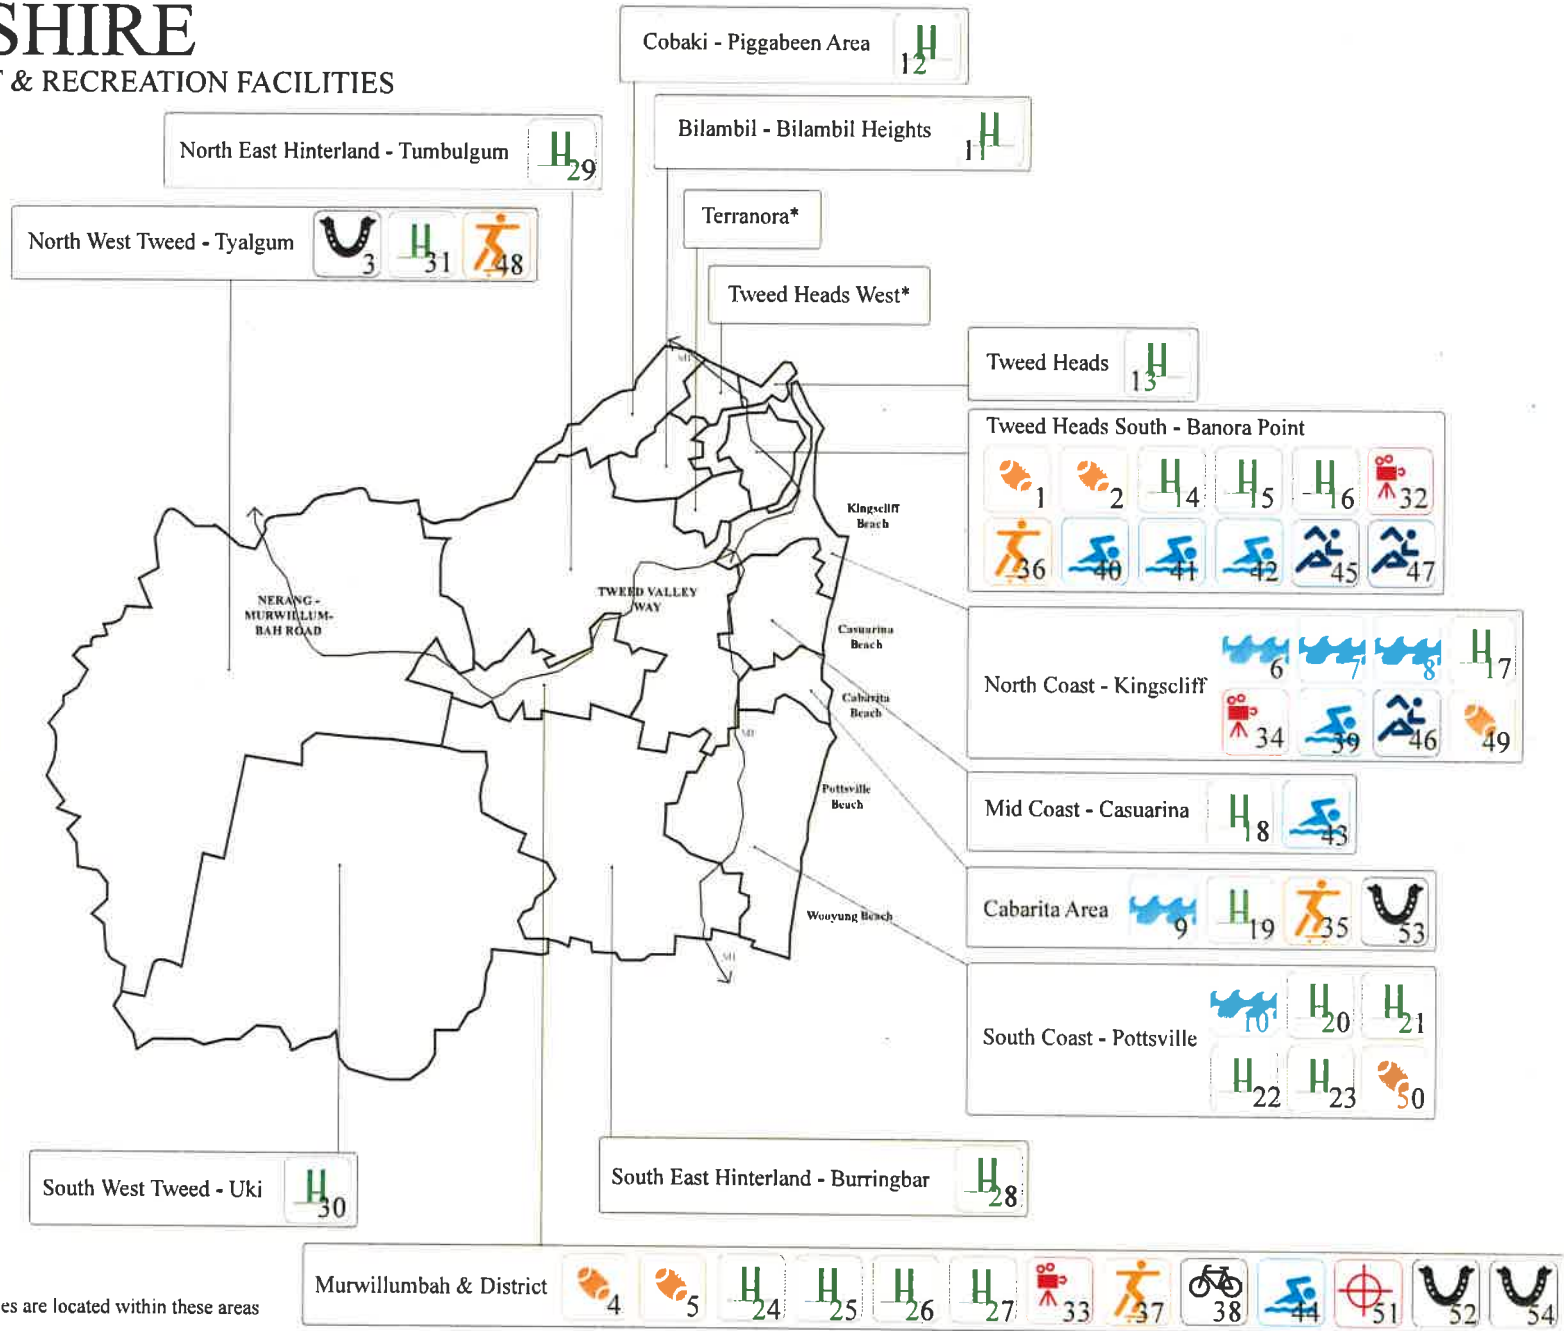 SHIRE
& RECREATION FACILITIES
Cobaki - Piggabeen Area 12
Bilambil - Bilambil Heights 11
North East Hinterland - Tumbulgum 29
Terranora*
North West Tweed - Tyalgum 3 31 48
Tweed Heads West*
M1
Tweed Heads 13
Tweed Heads South - Banora Point
1 2 14 15 16 32
36 40 41 42 45 47
Kingscliff
Beach
TWEED VALLEY
WAY
NERANG -
MURWILLUM-
BAH ROAD
Casuarina
Beach
North Coast - Kingscliff
6 7 8 17
34 39 46 49
Cabarita
Beach
M1
Mid Coast - Casuarina 18 43
Pottsville
Beach
Cabarita Area 9 19 35 53
Wooyung Beach
M1
South Coast - Pottsville
10 20 21
22 23 50
South West Tweed - Uki 30
South East Hinterland - Burringbar 28
Murwillumbah & District 4 5 24 25 26 27 33 37 38 44 51 52 54
es are located within these areas